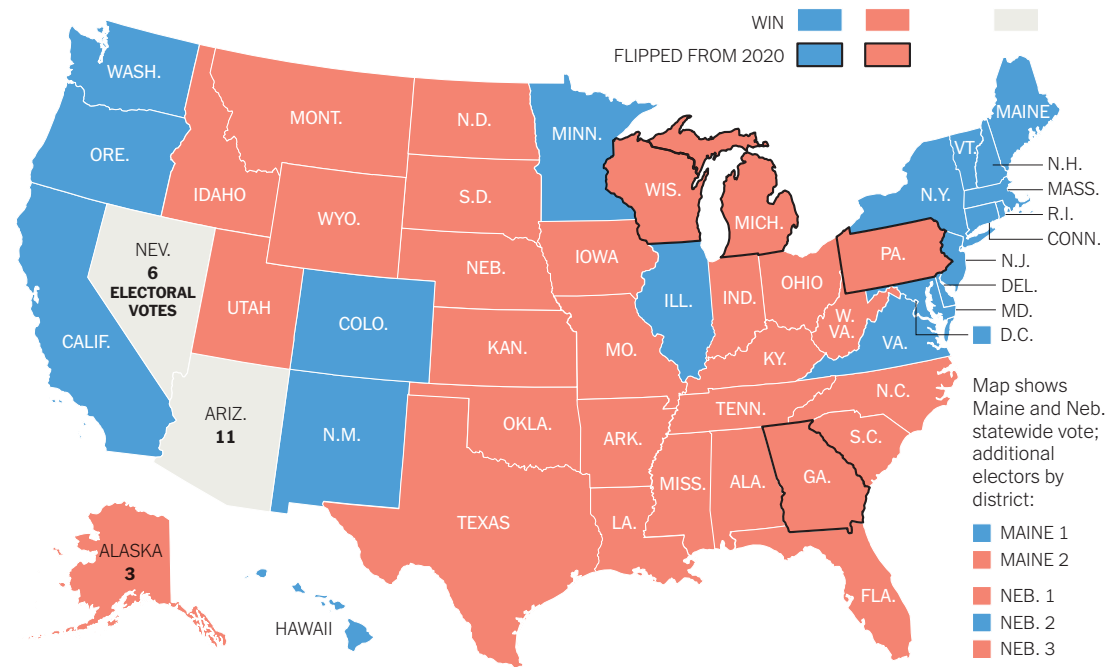 WIN
FLIPPED FROM 2020
WASH.
ORE.
CALIF.
NEV.
6
ELECTORAL
VOTES
IDAHO
MONT.
WYO.
UTAH
COLO.
ARIZ.
11
N.M.
N.D.
S.D.
NEB.
KAN.
OKLA.
TEXAS
MINN.
IOWA
MO.
ARK.
LA.
WIS.
ILL.
MICH.
IND.
OHIO
KY.
TENN.
MISS.
ALA.
GA.
FLA.
S.C.
N.C.
VA.
W.
VA.
PA.
N.Y.
VT.
MAINE
N.H.
MASS.
R.I.
CONN.
N.J.
DEL.
MD.
D.C.
ALASKA
3
HAWAII
Map shows
Maine and Neb.
statewide vote;
additional
electors by
district:
MAINE 1
MAINE 2
NEB. 1
NEB. 2
NEB. 3